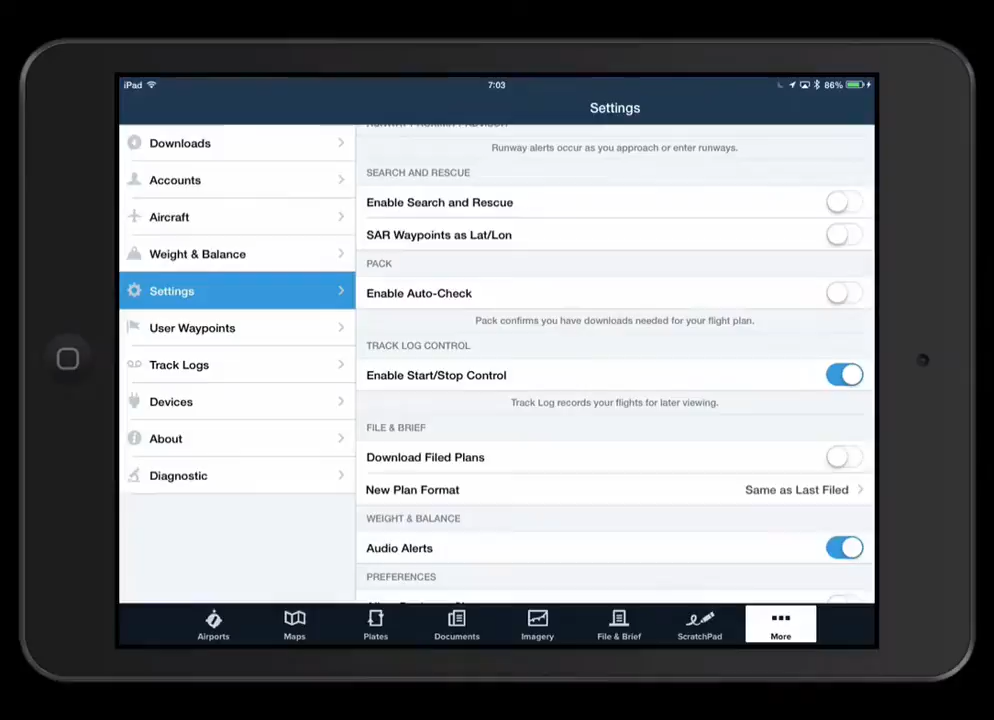 iPad
7:03
86%
Settings
Downloads
Accounts
Aircraft
Weight & Balance
Settings
User Waypoints
Track Logs
Devices
About
Diagnostic
Runway alerts occur as you approach or enter runways.
SEARCH AND RESCUE
Enable Search and Rescue
SAR Waypoints as Lat/Lon
PACK
Enable Auto-Check
Pack confirms you have downloads needed for your flight plan.
TRACK LOG CONTROL
Enable Start/Stop Control
Track Log records your flights for later viewing.
FILE & BRIEF
Download Filed Plans
New Plan Format
Same as Last Filed
WEIGHT & BALANCE
Audio Alerts
PREFERENCES
Airports
Maps
Plates
Documents
Imagery
File & Brief
ScratchPad
More